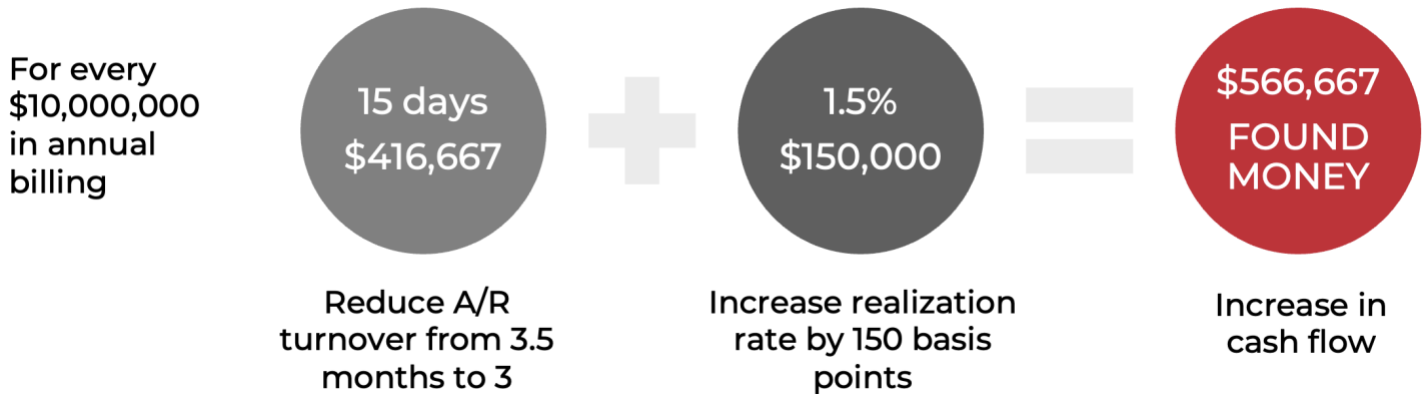 For every
$10,000,000
in annual
billing
15 days
$416,667
1.5%
$150,000
$566,667
FOUND
MONEY
Reduce A/R
turnover from 3.5
months to 3
Increase realization
rate by 150 basis
points
Increase in
cash flow